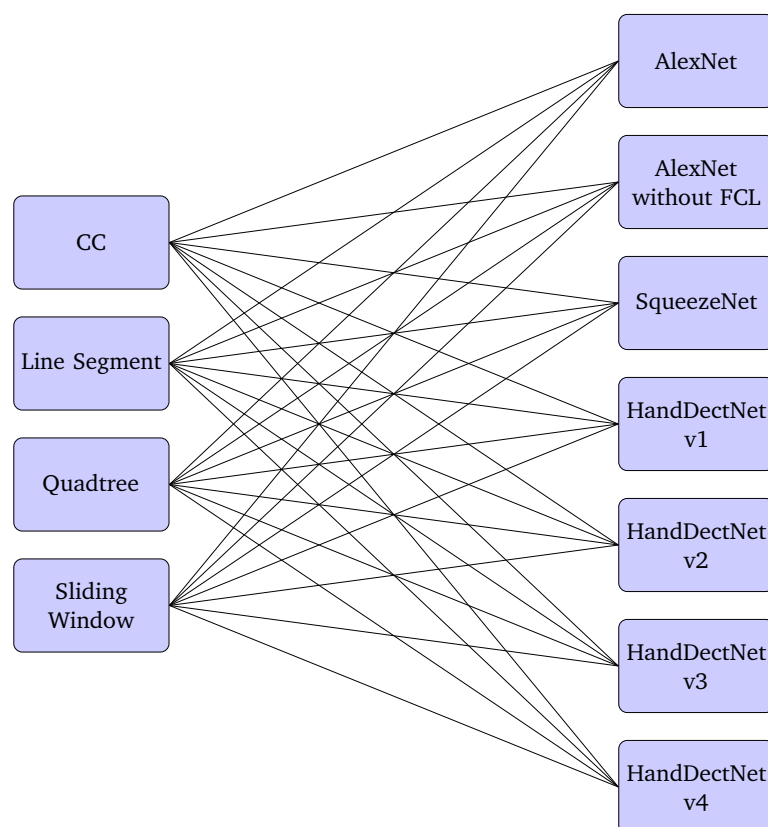 CC
Line Segment
Quadtree
Sliding
Window
AlexNet
AlexNet
without FCL
SqueezeNet
HandDectNet
v1
HandDectNet
v2
HandDectNet
v3
HandDectNet
v4